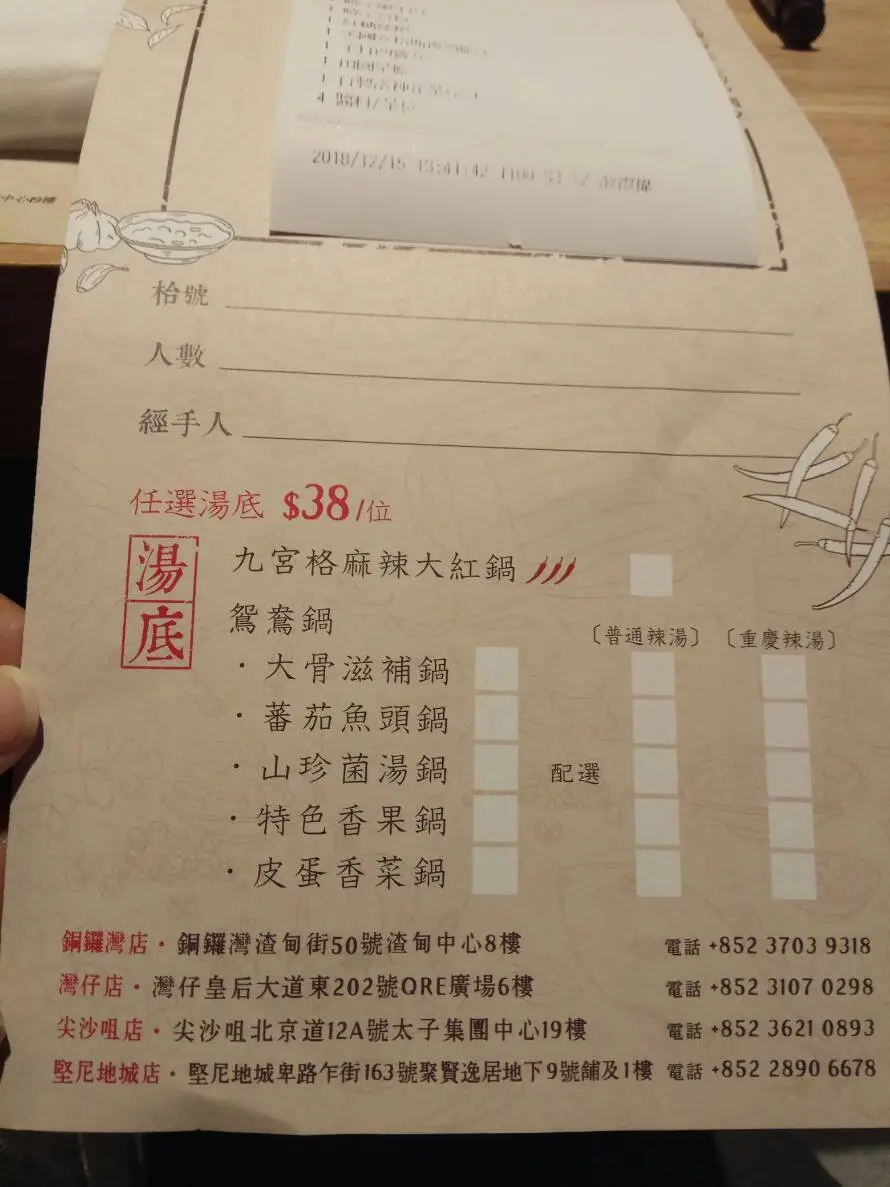 中心19樓
2018/12/15
枱號
人數
經手人
任選湯底 $38/位
湯底
九宮格麻辣大紅鍋
鴛鴦鍋
〔普通辣湯〕 〔重慶辣湯〕
· 大骨滋補鍋
· 蕃茄魚頭鍋
· 山珍菌湯鍋
配選
· 特色香果鍋
· 皮蛋香菜鍋
銅鑼灣店 · 銅鑼灣渣甸街50號渣甸中心8樓 電話 +852 3703 9318
灣仔店 · 灣仔皇后大道東202號QRE廣場6樓 電話 +852 3107 0298
尖沙咀店 · 尖沙咀北京道12A號太子集團中心19樓 電話 +852 3621 0893
堅尼地城店 · 堅尼地城卑路乍街163號聚賢逸居地下9號舖及1樓 電話 +852 2890 6678